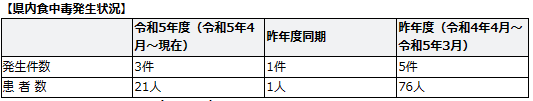 【県内食中毒発生状況】
令和5年度(令和5年4月~現在) 昨年度同期 昨年度(令和4年4月~令和5年3月)
発生件数 3件 1件 5件
患 者 数 21人 1人 76人